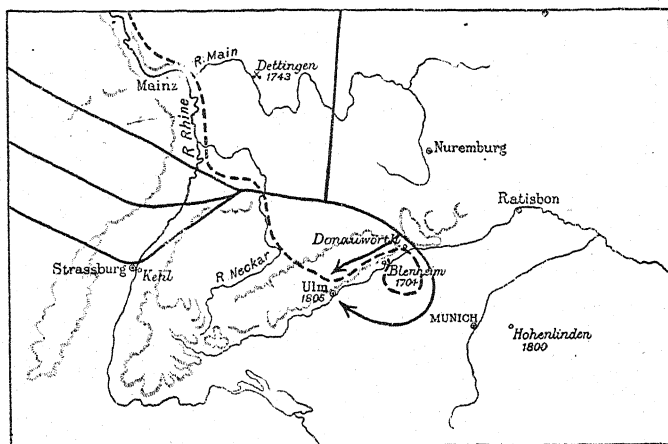 R. Main
Dettingen
1743
Mainz
R Rhine
Nuremburg
Ratisbon
Donauwörth
Strassburg
Kehl
R Neckar
Blenheim
1704
Ulm
1805
MUNICH
Hohenlinden
1800